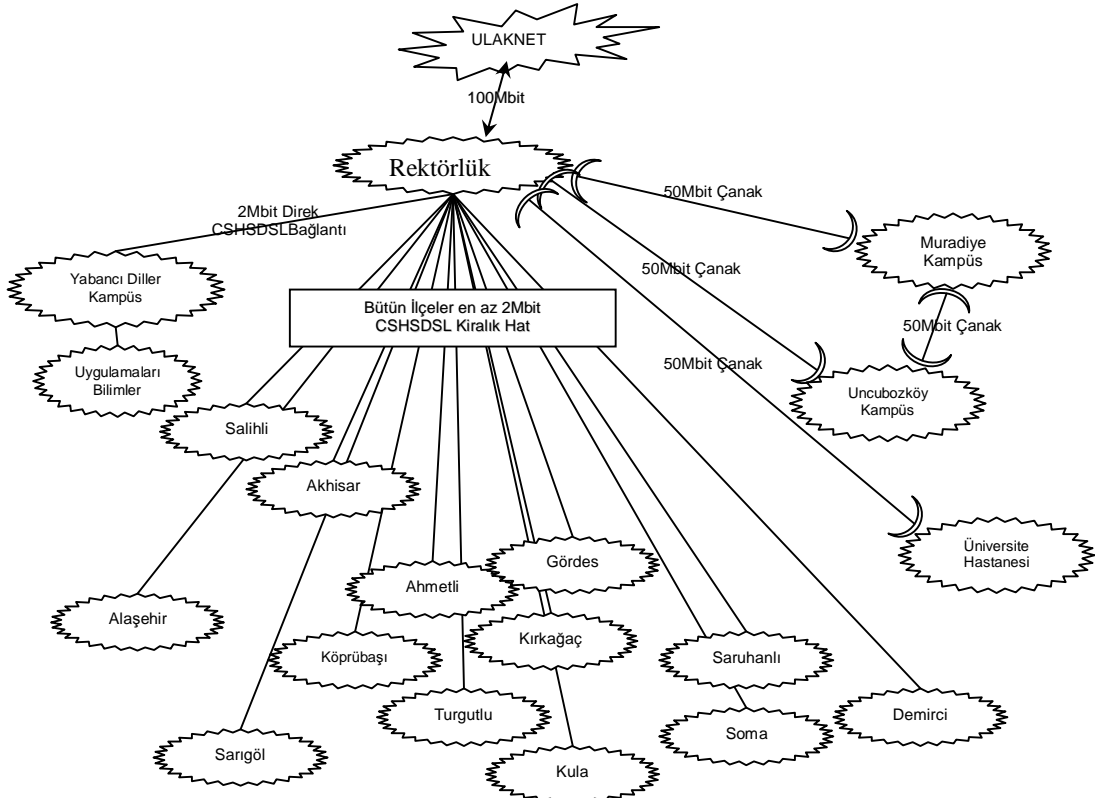 ULAKNET
100Mbit
Rektörlük
50Mbit Çanak
2Mbit Direk
CSHSDSLBağlantı
Muradiye
Kampüs
Yabancı Diller
Kampüs
50Mbit Çanak
Bütün İlçeler en az 2Mbit
CSHSDSL Kiralık Hat
50Mbit Çanak
50Mbit Çanak
Uygulamaları
Bilimler
Uncubozköy
Kampüs
Salihli
Akhisar
Üniversite
Hastanesi
Gördes
Ahmetli
Alaşehir
Kırkağaç
Köprübaşı
Saruhanlı
Turgutlu
Demirci
Soma
Sarıgöl
Kula